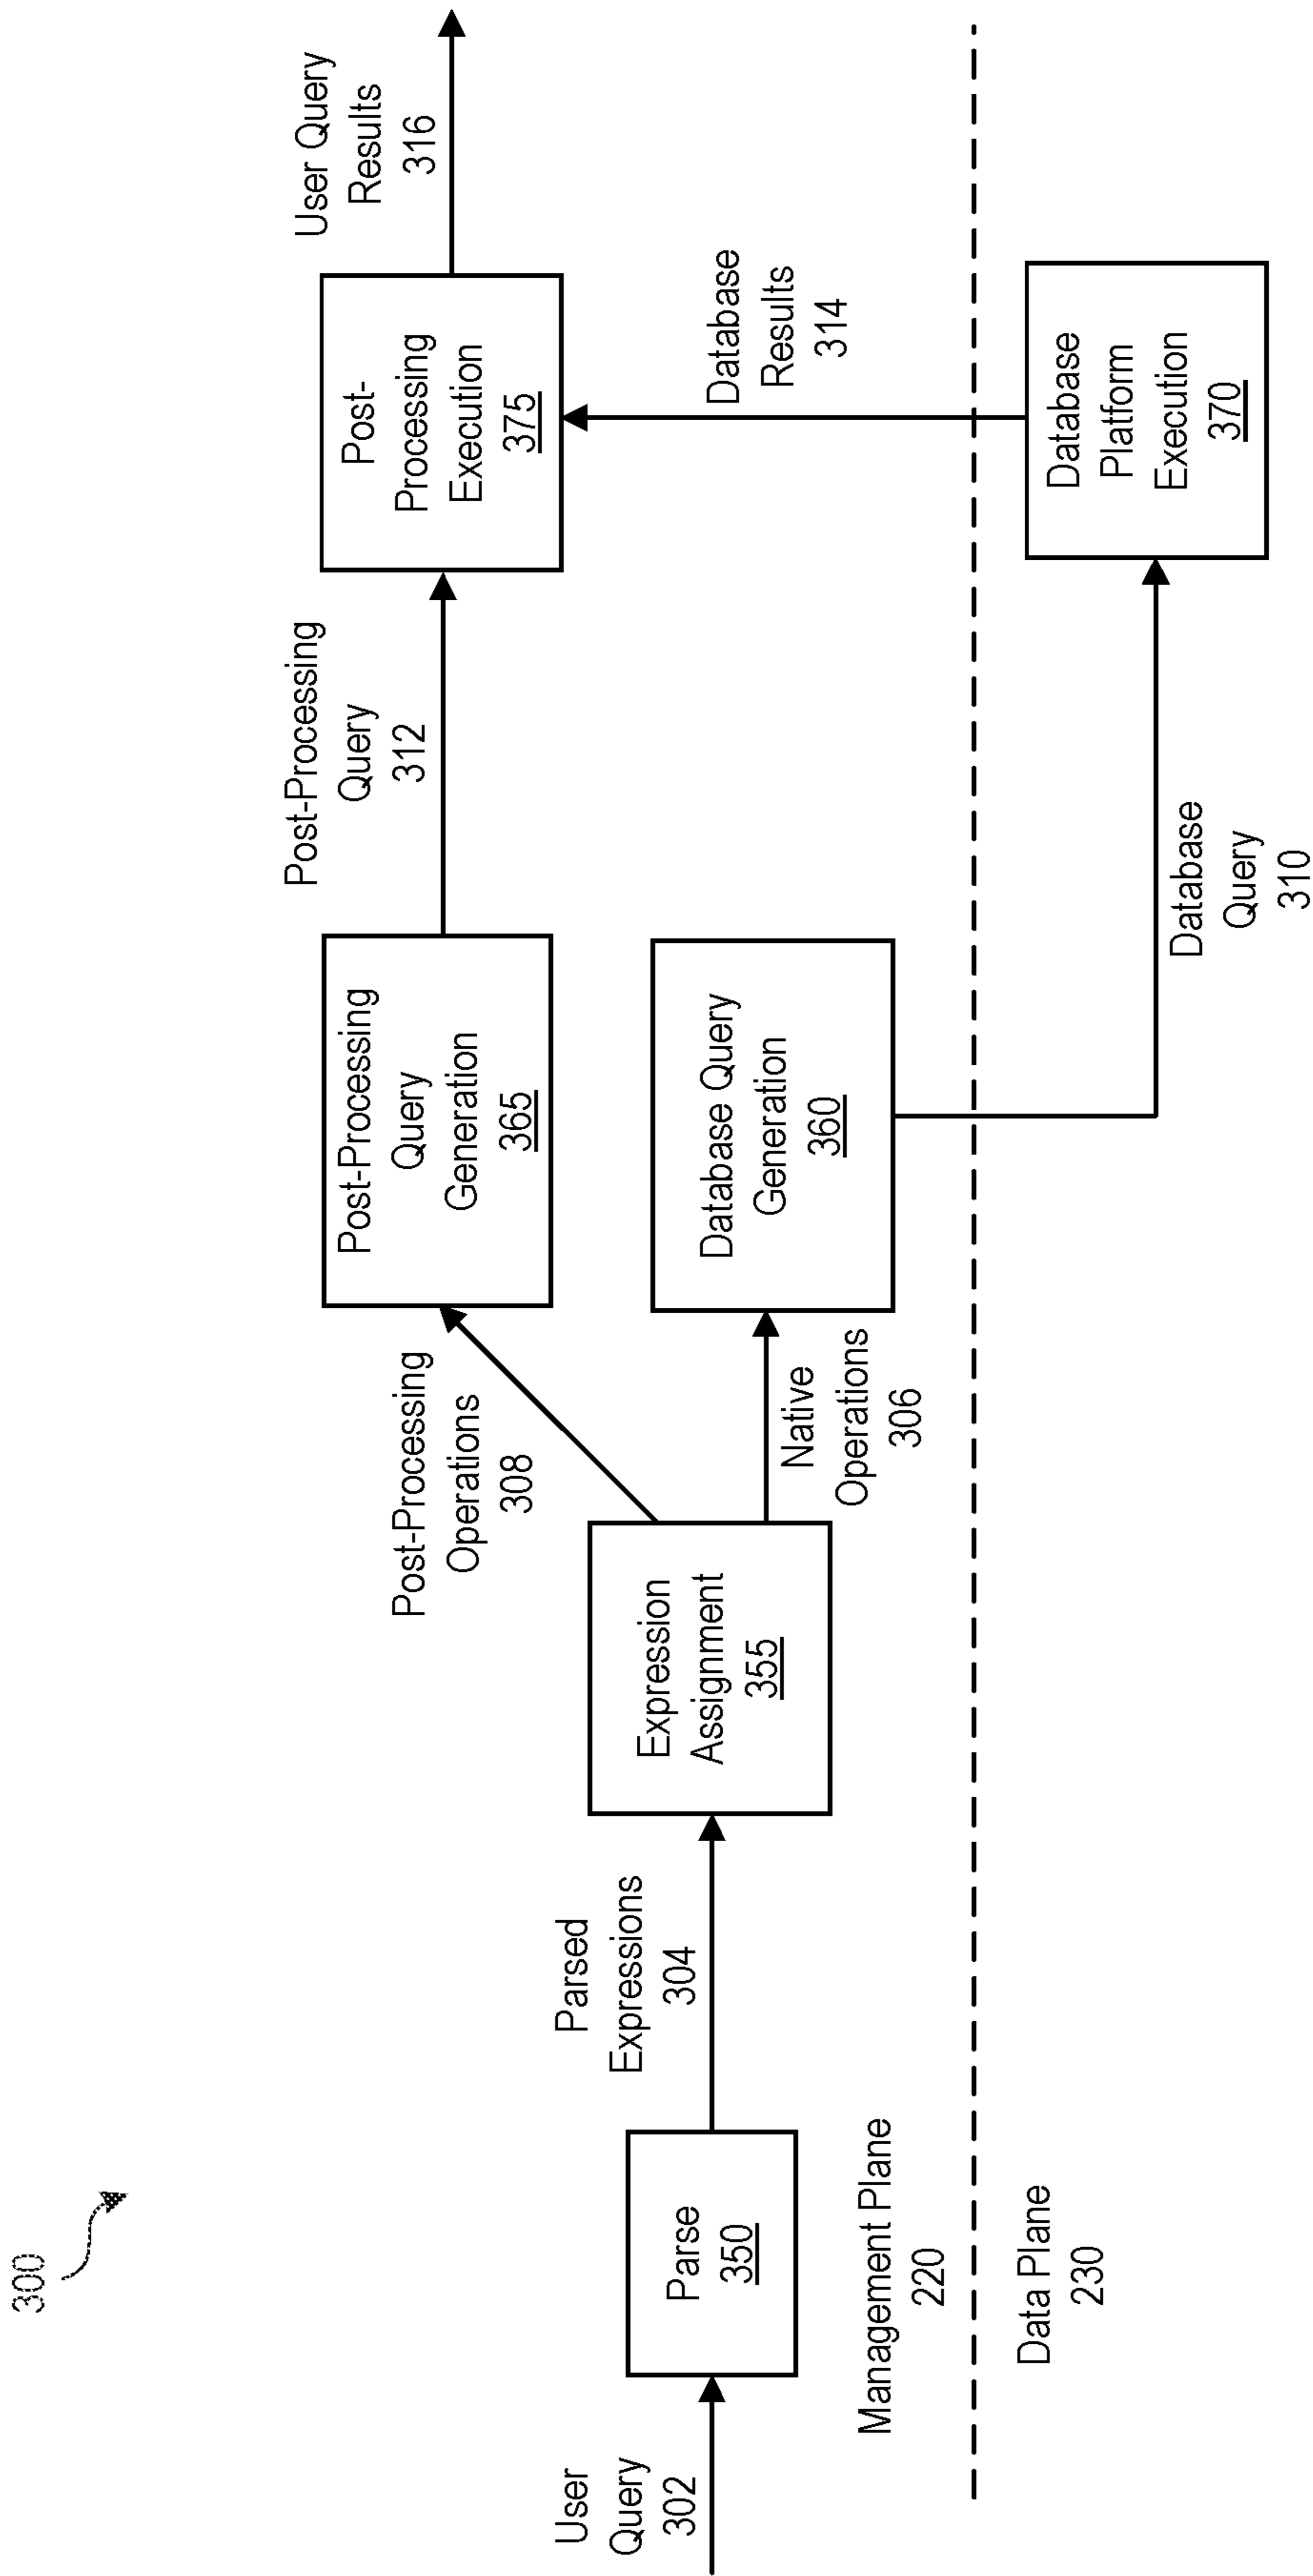 300
User
Query
302
Parse
350
Parsed
Expressions
304
Expression
Assignment
355
Post-Processing
Operations
308
Native
Operations
306
Post-Processing
Query
Generation
365
Database Query
Generation
360
Post-Processing
Query
312
Database
Query
310
Post-
Processing
Execution
375
Database
Results
314
Database
Platform
Execution
370
User Query
Results
316
Management Plane
220
Data Plane
230